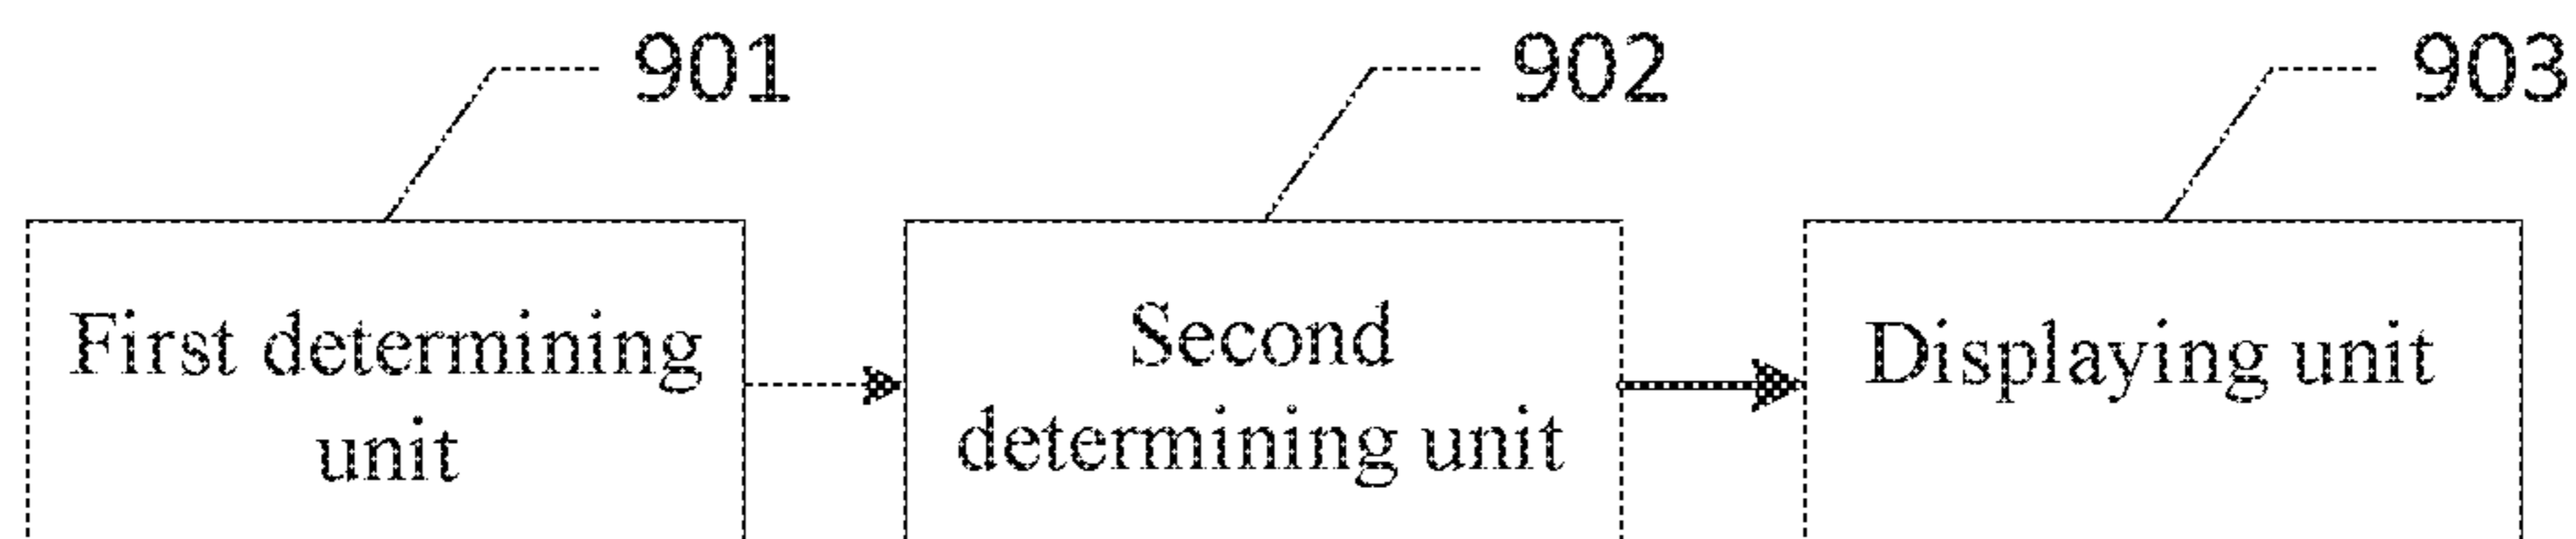 901
902
903
First determining
unit
Second
determining unit
Displaying unit